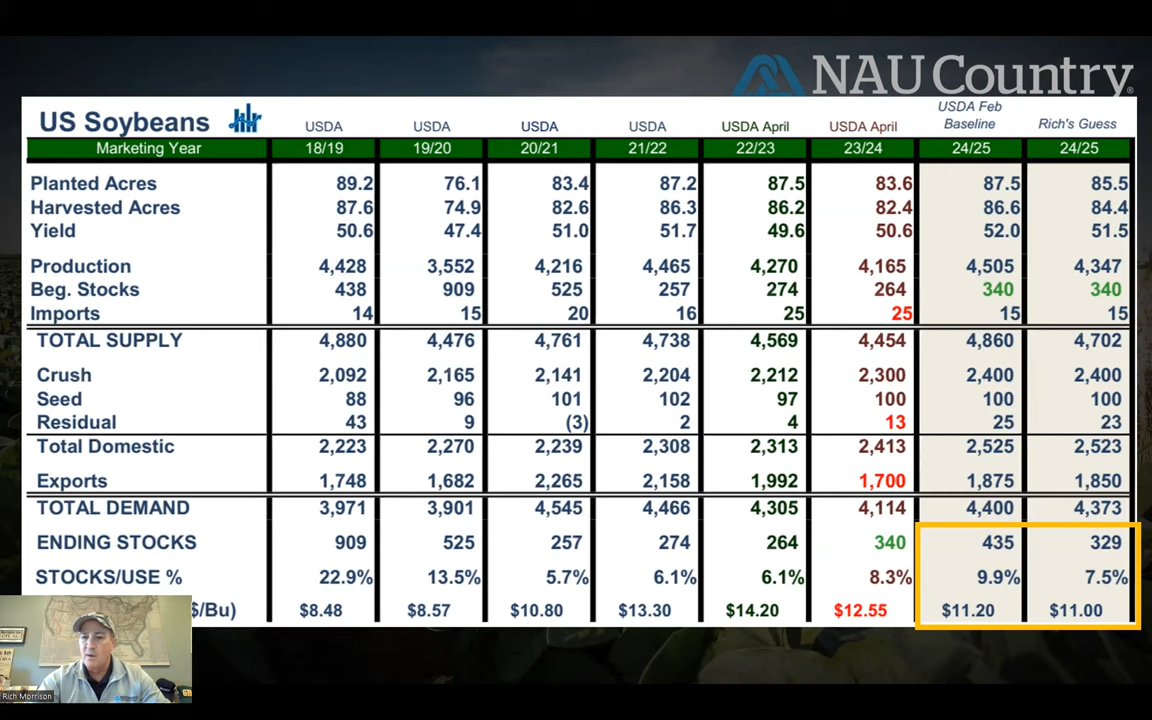 NAU Country®
USDA Feb
US Soybeans USDA USDA USDA USDA USDA April USDA April Baseline Rich's Guess
Marketing Year 18/19 19/20 20/21 21/22 22/23 23/24 24/25 24/25
Planted Acres 89.2 76.1 83.4 87.2 87.5 83.6 87.5 85.5
Harvested Acres 87.6 74.9 82.6 86.3 86.2 82.4 86.6 84.4
Yield 50.6 47.4 51.0 51.7 49.6 50.6 52.0 51.5
Production 4,428 3,552 4,216 4,465 4,270 4,165 4,505 4,347
Beg. Stocks 438 909 525 257 274 264 340 340
Imports 14 15 20 16 25 25 15 15
TOTAL SUPPLY 4,880 4,476 4,761 4,738 4,569 4,454 4,860 4,702
Crush 2,092 2,165 2,141 2,204 2,212 2,300 2,400 2,400
Seed 88 96 101 102 97 100 100 100
Residual 43 9 (3) 2 4 13 25 23
Total Domestic 2,223 2,270 2,239 2,308 2,313 2,413 2,525 2,523
Exports 1,748 1,682 2,265 2,158 1,992 1,700 1,875 1,850
TOTAL DEMAND 3,971 3,901 4,545 4,466 4,305 4,114 4,400 4,373
ENDING STOCKS 909 525 257 274 264 340 435 329
STOCKS/USE % 22.9% 13.5% 5.7% 6.1% 6.1% 8.3% 9.9% 7.5%
$/Bu) $8.48 $8.57 $10.80 $13.30 $14.20 $12.55 $11.20 $11.00
Rich Morrison